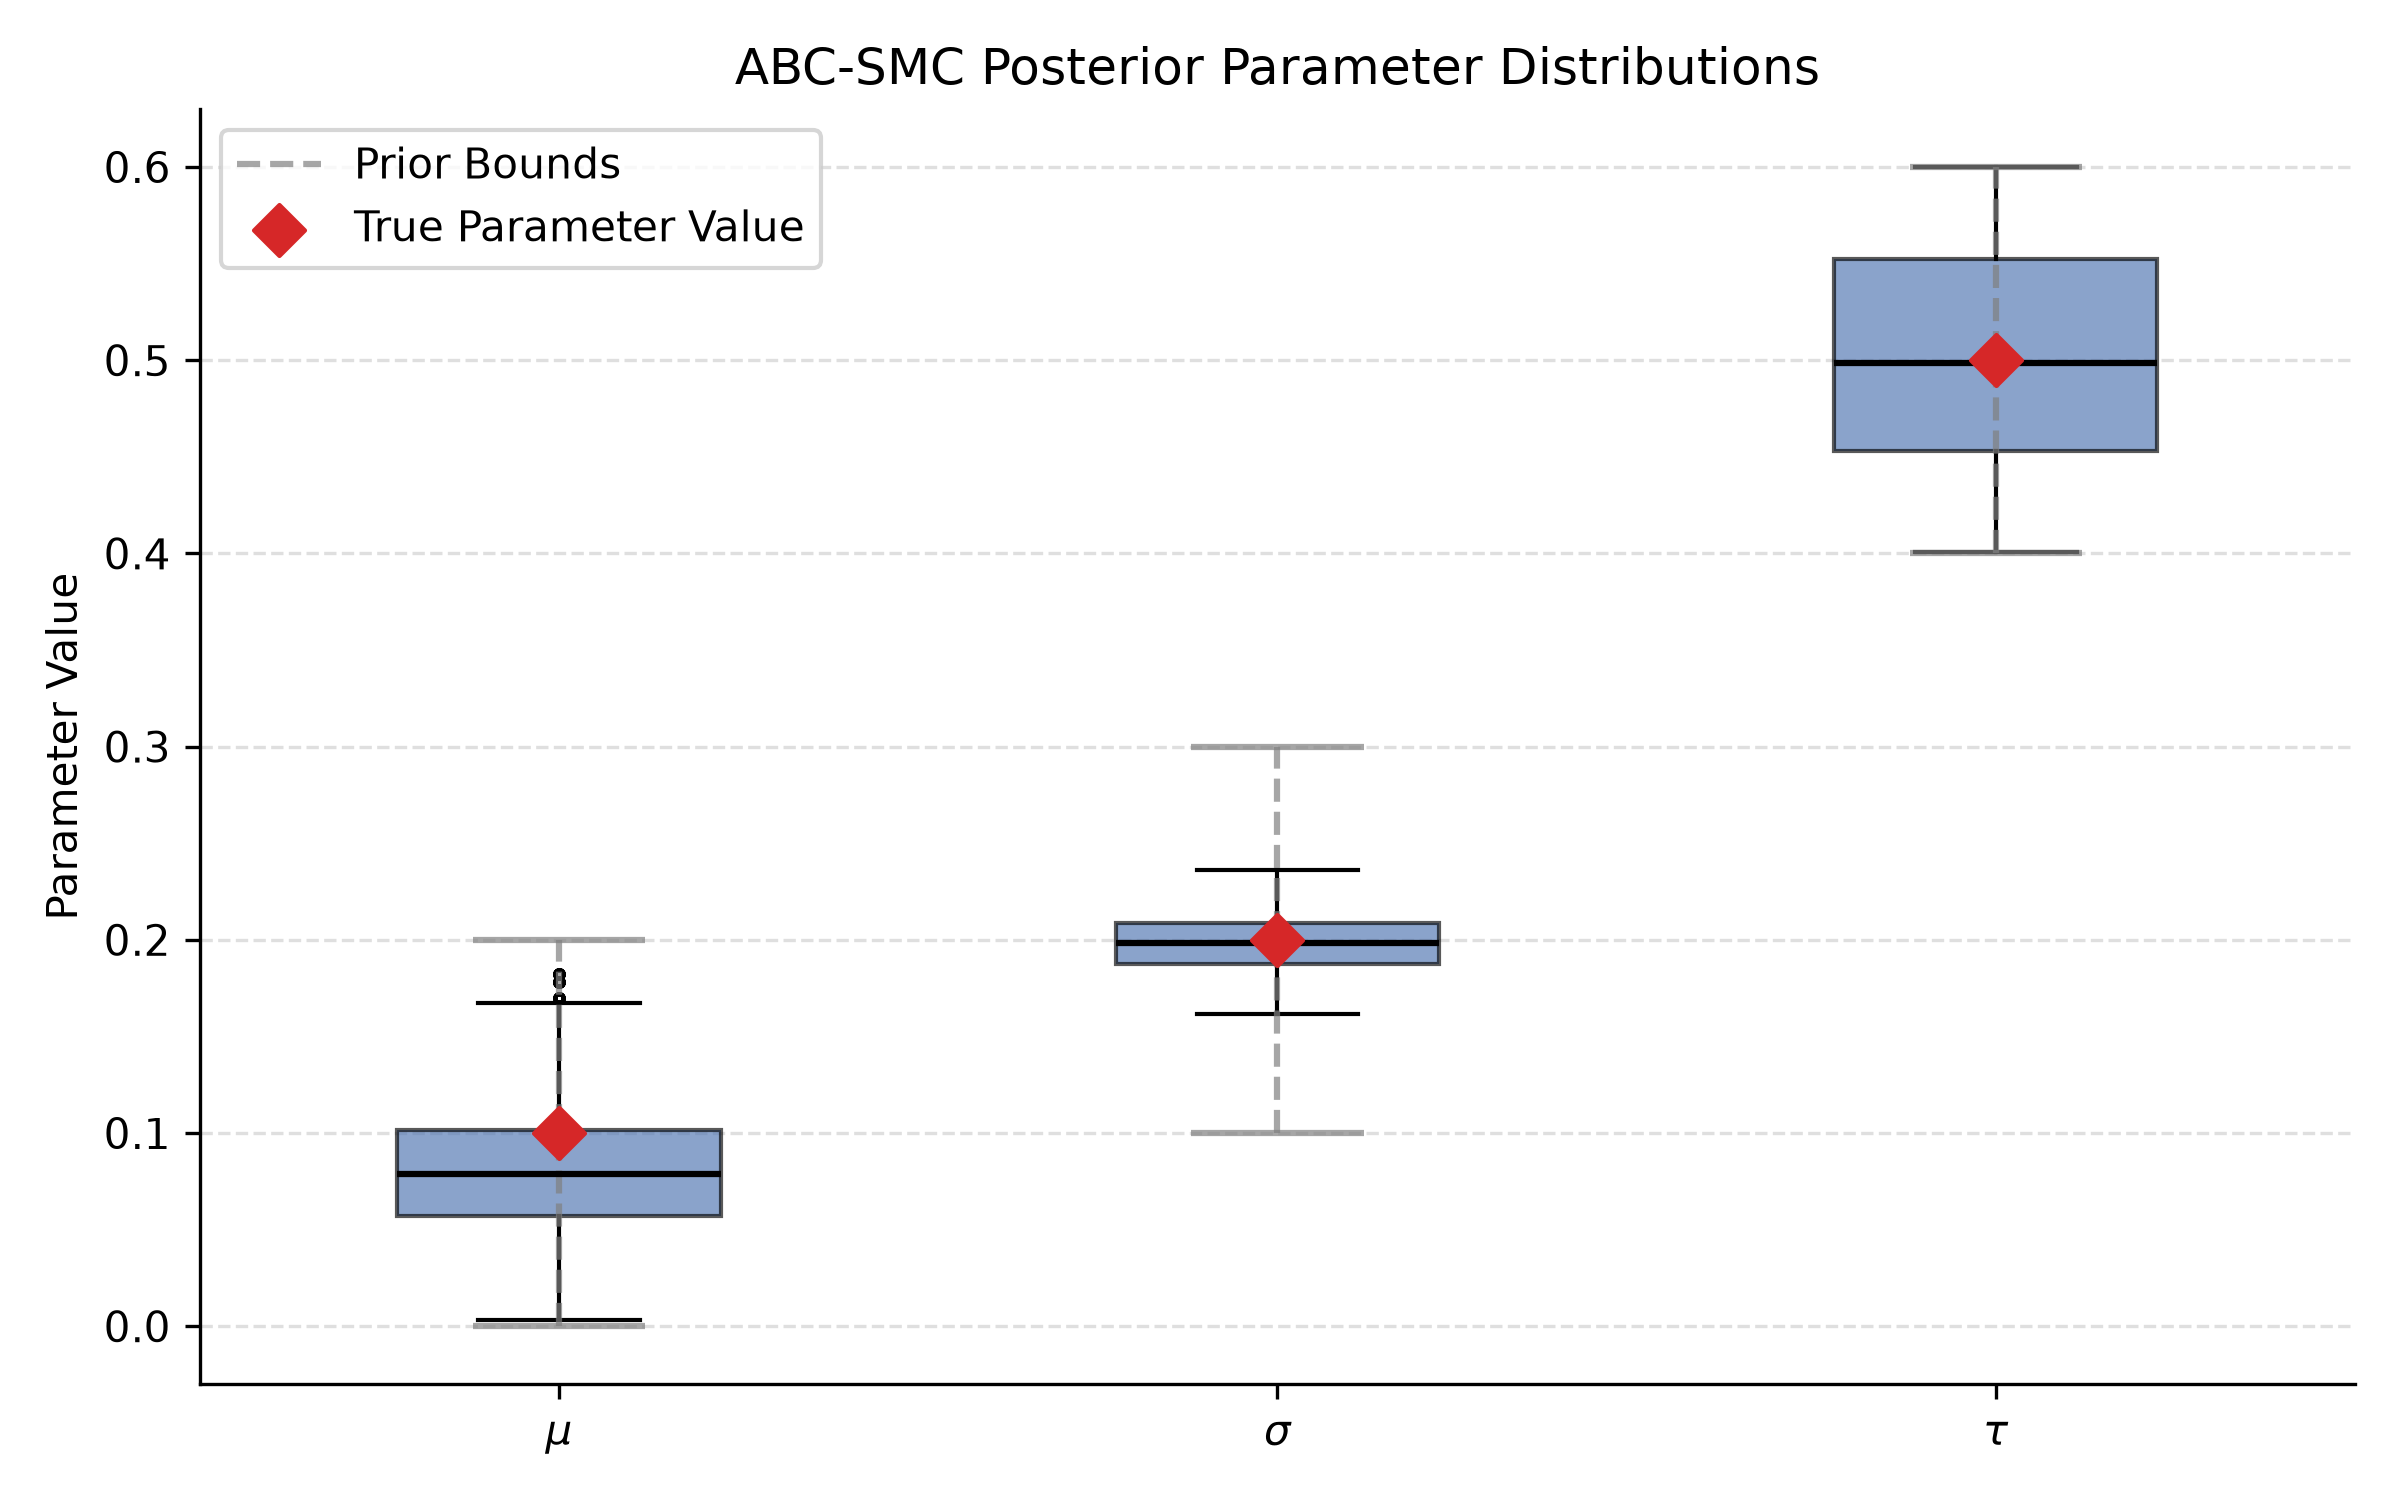 ABC-SMC Posterior Parameter Distributions
Prior Bounds
True Parameter Value
Parameter Value
0.6
0.5
0.4
0.3
0.2
0.1
0.0
μ
σ
τ